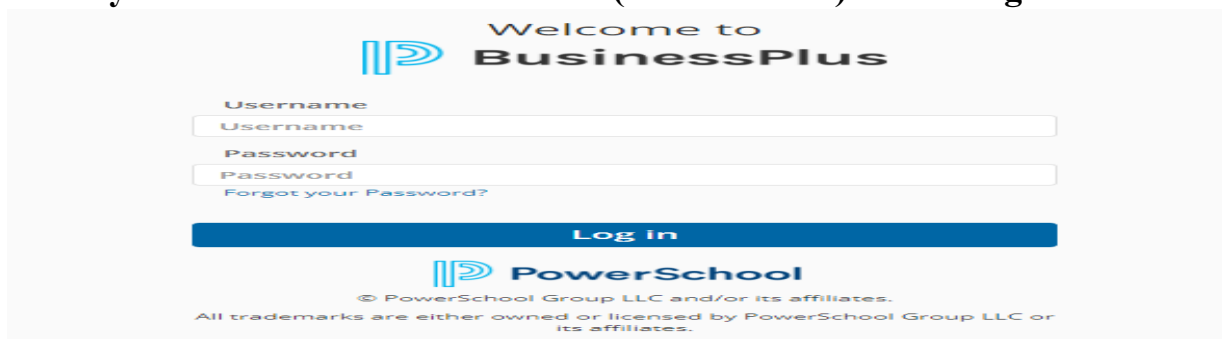 Welcome to
BusinessPlus
Username
Username
Password
Password
Forgot your Password?
Log in
PowerSchool
© PowerSchool Group LLC and/or its affiliates.
All trademarks are either owned or licensed by PowerSchool Group LLC or
its affiliates.